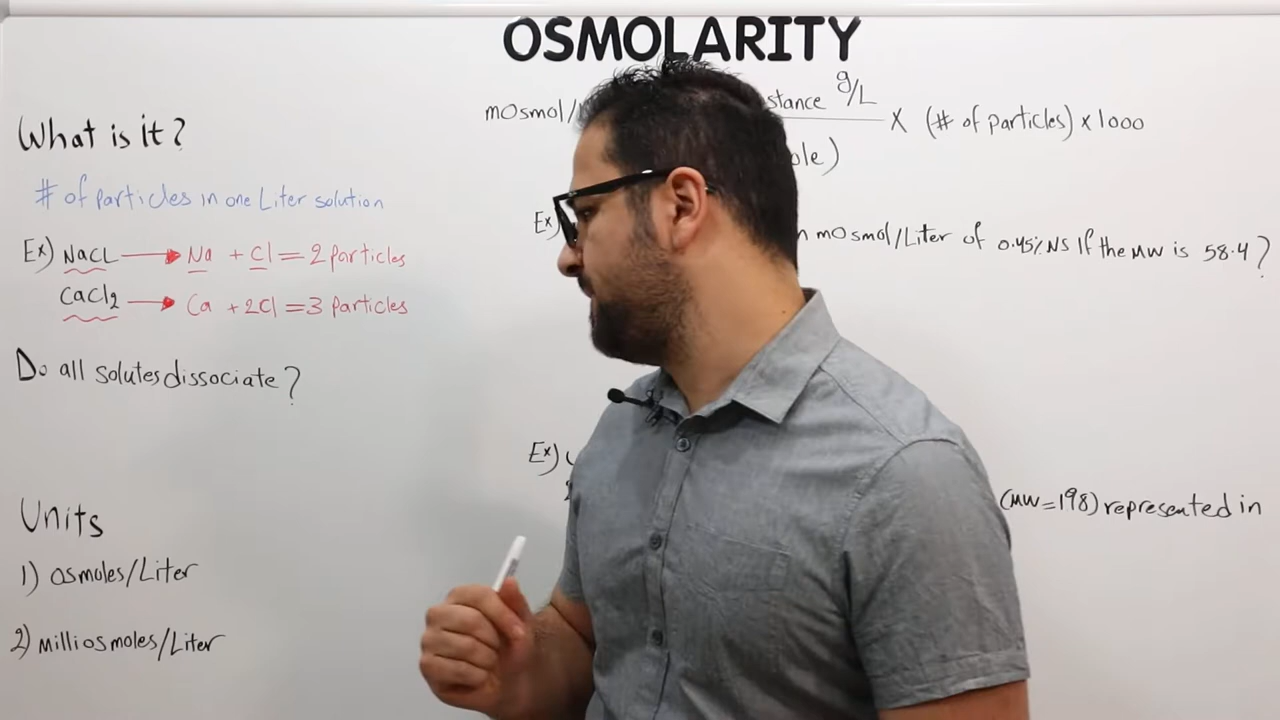 OSMOLARITY
What is it?
# of particles in one Liter solution
Ex) NaCL → Na + Cl = 2 particles
CaCl2 → Ca + 2Cl = 3 particles
Do all solutes dissociate?
Units
1) osmoles/Liter
2) milliosmoles/Liter
mosmol/
stance g/L
X (# of particles) x 1000
ole)
Ex)
mosmol/Liter of 0.45% NS If the MW is 58.4?
Ex)
(MW=198) represented in